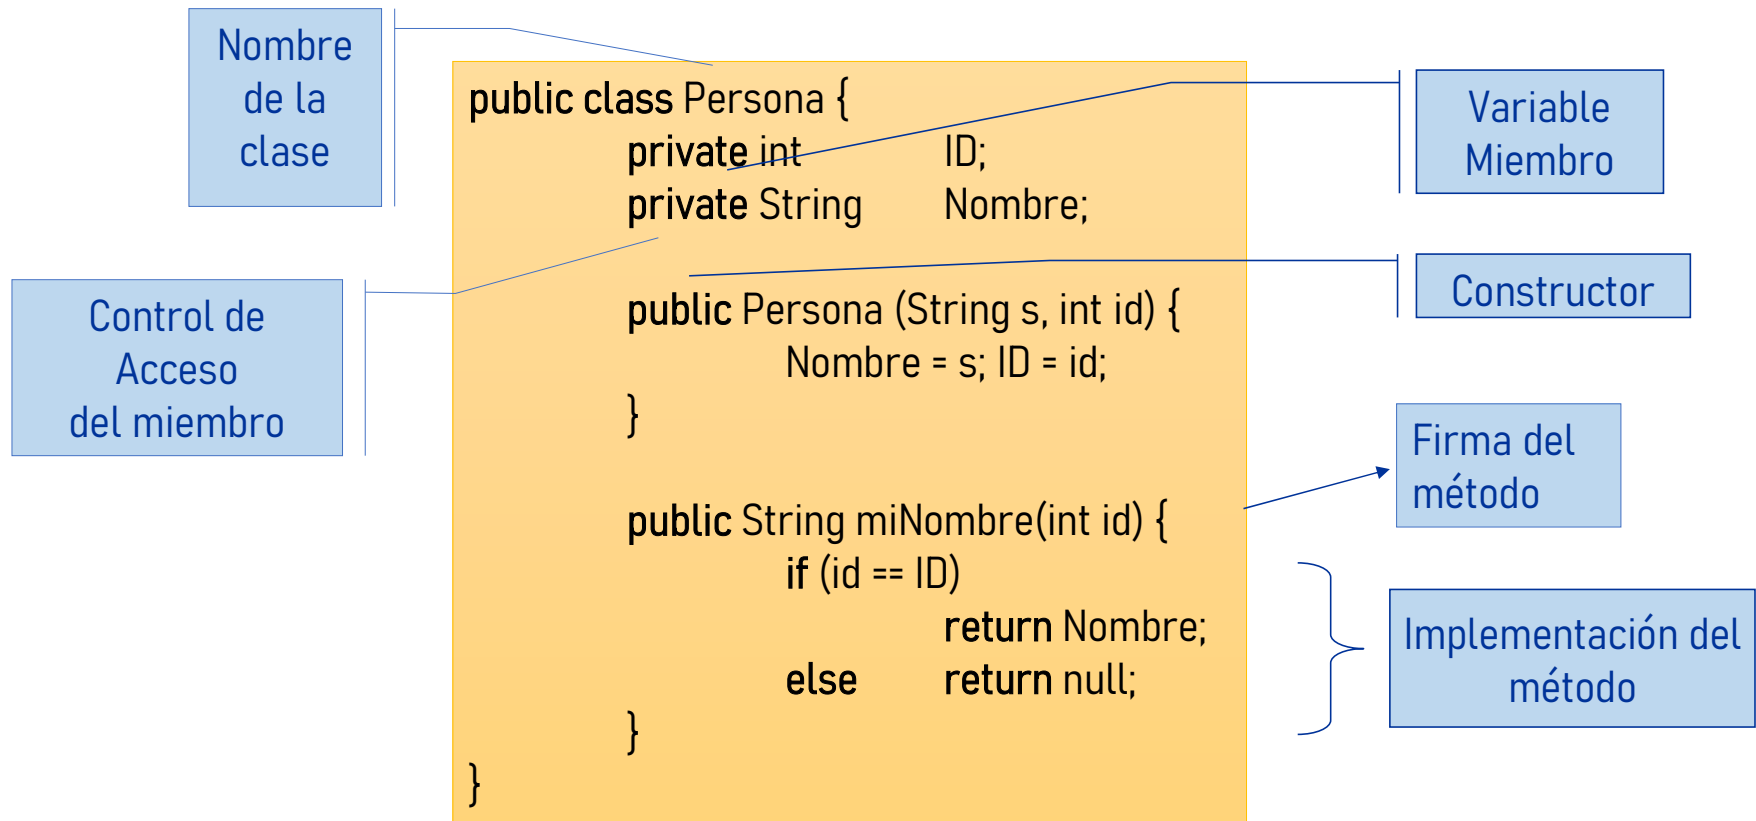 Nombre
de la
clase
public class Persona {
private int ID;
private String Nombre;
public Persona (String s, int id) {
Nombre = s; ID = id;
}
public String miNombre(int id) {
if (id == ID)
return Nombre;
else return null;
}
}
Variable
Miembro
Control de
Acceso
del miembro
Constructor
Firma del
método
Implementación del
método